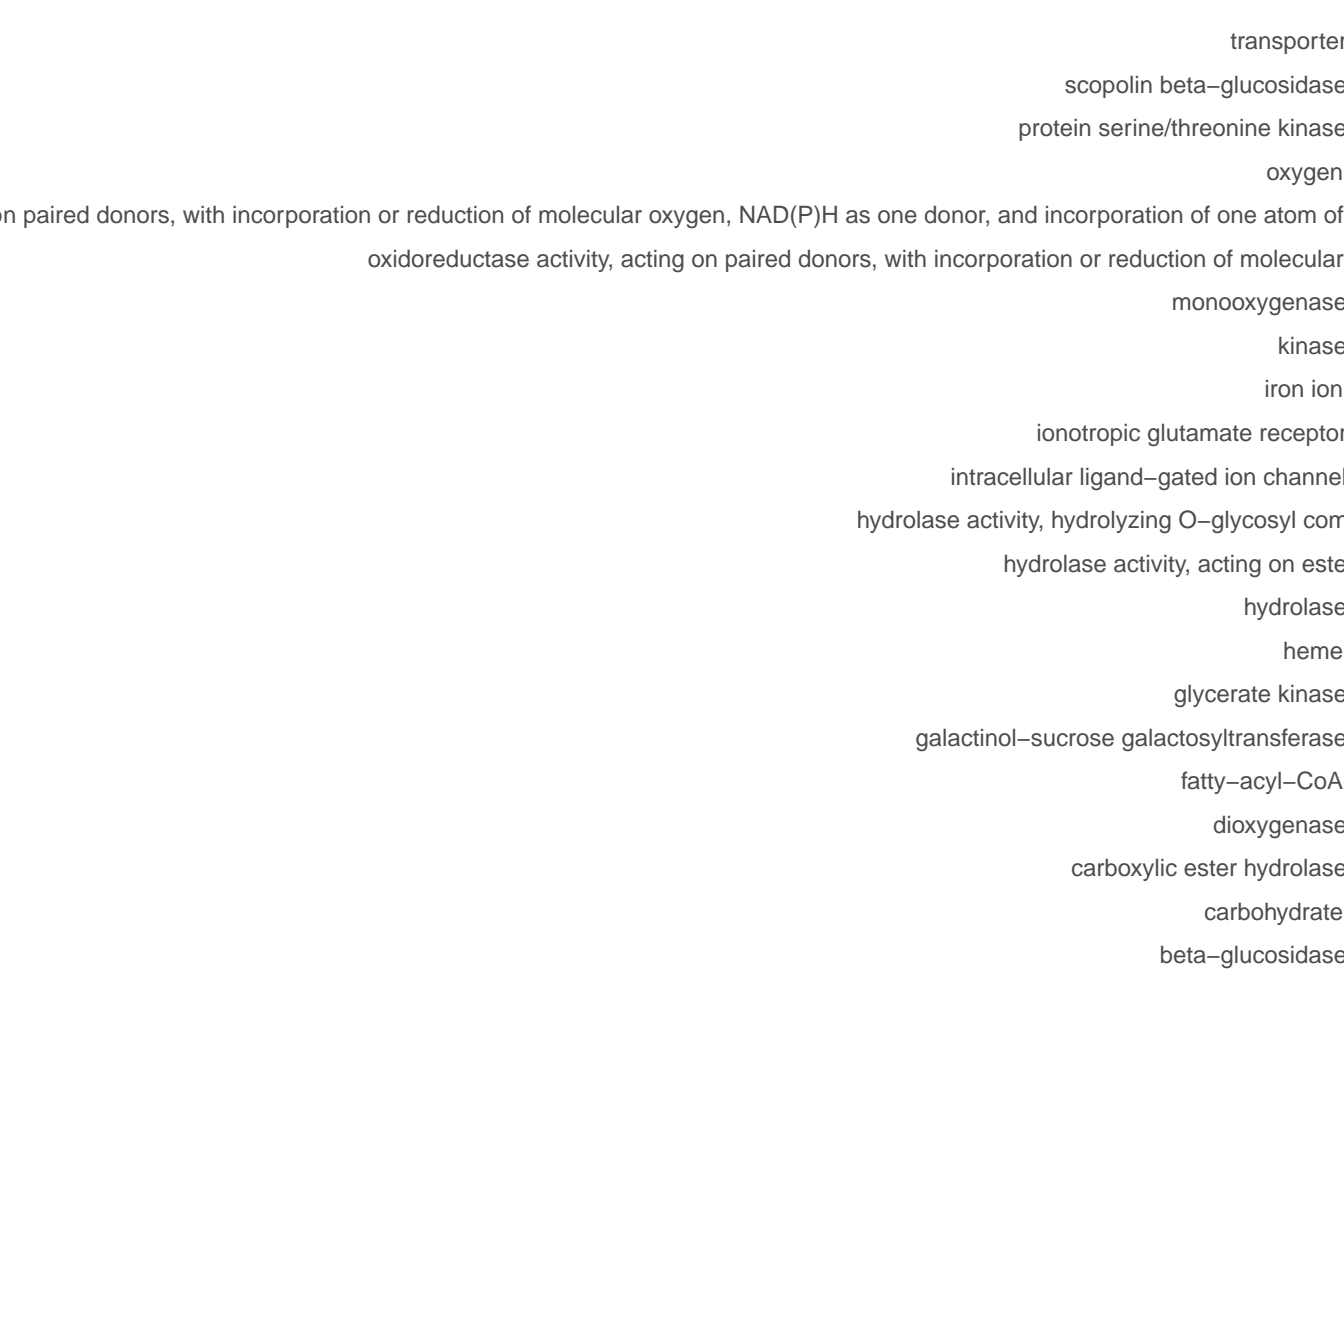 transporter
scopolin beta−glucosidase
protein serine/threonine kinase
oxygen
on paired donors, with incorporation or reduction of molecular oxygen, NAD(P)H as one donor, and incorporation of one atom of
oxidoreductase activity, acting on paired donors, with incorporation or reduction of molecular
monooxygenase
kinase
iron ion
ionotropic glutamate receptor
intracellular ligand−gated ion channel
hydrolase activity, hydrolyzing O−glycosyl com
hydrolase activity, acting on este
hydrolase
heme
glycerate kinase
galactinol−sucrose galactosyltransferase
fatty−acyl−CoA
dioxygenase
carboxylic ester hydrolase
carbohydrate
beta−glucosidase